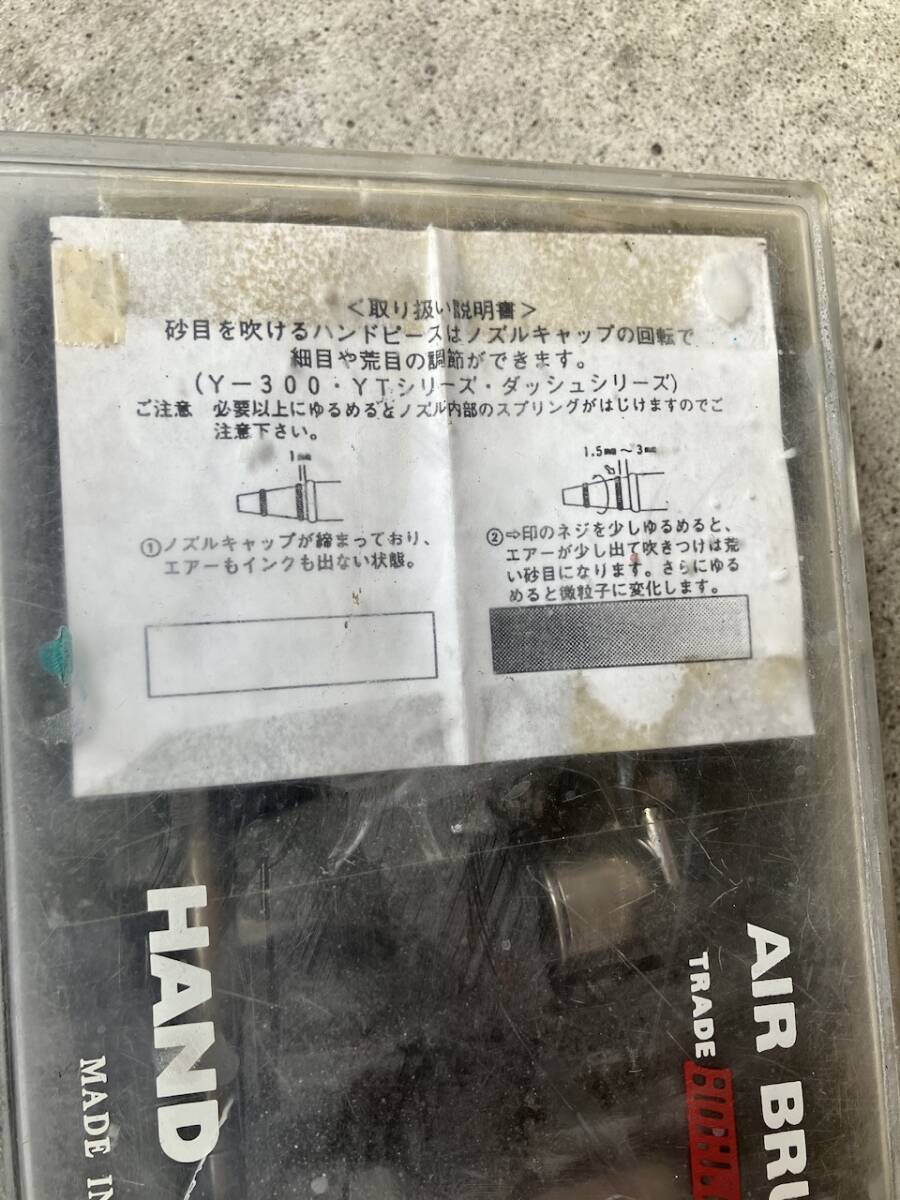 <取り扱い説明書>
砂目を吹けるハンドピースはノズルキャップの回転で
細目や荒目の調節ができます。
(Y－300・YTシリーズ・ダッシュシリーズ)
ご注意 必要以上にゆるめるとノズル内部のスプリングがはじけますのでご
注意下さい。
1mm
①ノズルキャップが締まっており、
エアーもインクも出ない状態。
1.5mm～3mm
②⇨印のネジを少しゆるめると、
エアーが少し出て吹きつけは荒
い砂目になります。さらにゆる
めると微粒子に変化します。
HAND
MADE IN
AIR BRU
TRADE